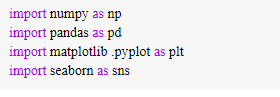 import numpy as np
import pandas as pd
import matplotlib .pyplot as plt
import seaborn as sns